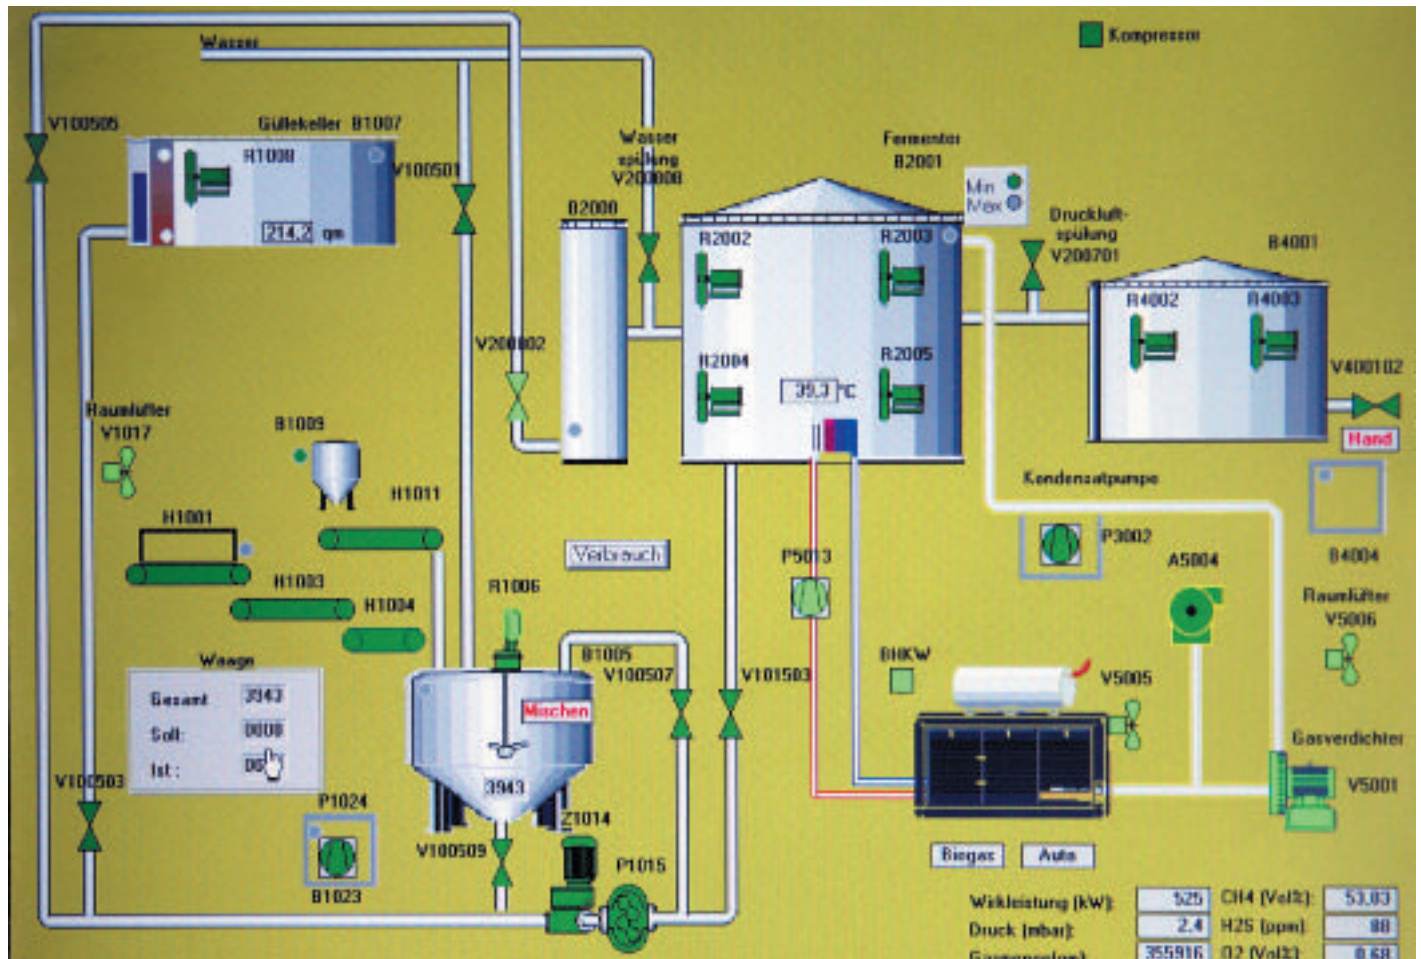 Wasser
Kompressor
V100505
Güllekeller B1007
R1008
V100501
214,2 qm
Wasser
spülung
V200808
B2000
Fermenter
B2001
Min
Max
R2002
R2003
R2004
R2005
39,3 °C
Druckluft-
spülung
V200701
B4001
R4002
R4003
V400102
Hand
V200802
Raumlüfter
V1017
B1009
H1011
H1001
H1003
H1004
Verbrauch
R1006
Kondensatpumpe
P3002
B4004
P5013
A5004
Raumlüfter
V5006
Waage
Gesamt 3943
Soll: 0000
Ist :
B1005
V100507
V101503
Mischen
3943
BHKW
V5005
Gasverdichter
V5001
V100503
P1024
B1023
V100509
Z1014
P1015
Biogas
Auto
Wirkleistung (kW): 525 CH4 (Vol%): 53.03
Druck (mbar): 2.4 H2S (ppm): 88
355916 O2 (Vol%): 0.68